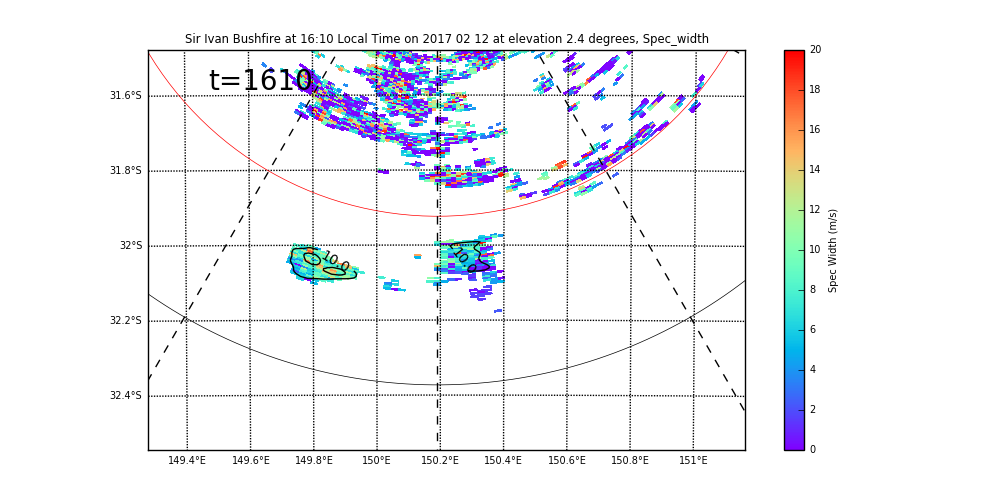 Sir Ivan Bushfire at 16:10 Local Time on 2017 02 12 at elevation 2.4 degrees, Spec_width
t=1610
31.6°S
31.8°S
32°S
32.2°S
32.4°S
10.0
10.0
149.4°E
149.6°E
149.8°E
150°E
150.2°E
150.4°E
150.6°E
150.8°E
151°E
20
18
16
14
12
10
8
6
4
2
0
Spec Width (m/s)